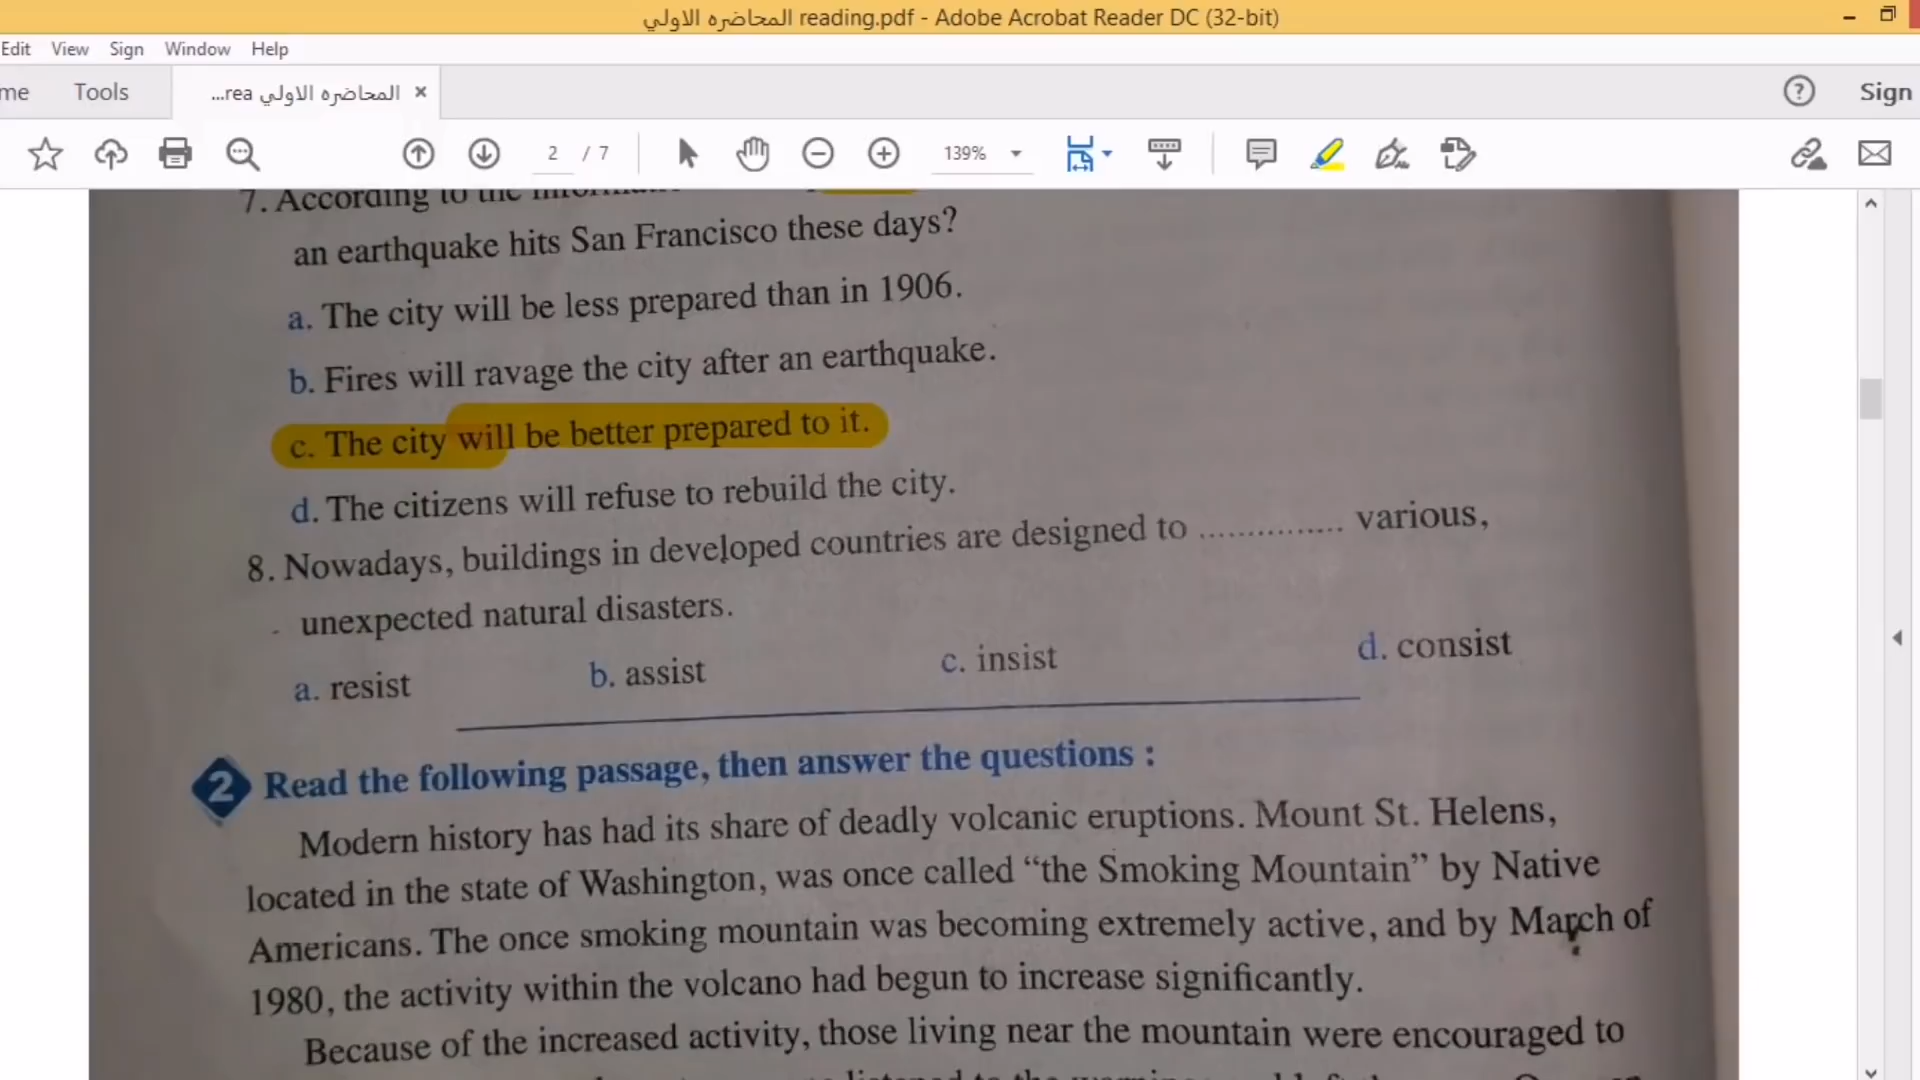 المحاضره الاولي reading.pdf - Adobe Acrobat Reader DC (32-bit)
Edit View Sign Window Help
me Tools المحاضره الاولي rea... × ? Sign
2 / 7 139%
7. According to the
an earthquake hits San Francisco these days?
a. The city will be less prepared than in 1906.
b. Fires will ravage the city after an earthquake.
c. The city will be better prepared to it.
d. The citizens will refuse to rebuild the city.
8. Nowadays, buildings in developed countries are designed to .............. various,
unexpected natural disasters.
a. resist b. assist c. insist d. consist
2 Read the following passage, then answer the questions :
Modern history has had its share of deadly volcanic eruptions. Mount St. Helens,
located in the state of Washington, was once called “the Smoking Mountain” by Native
Americans. The once smoking mountain was becoming extremely active, and by March of
1980, the activity within the volcano had begun to increase significantly.
Because of the increased activity, those living near the mountain were encouraged to